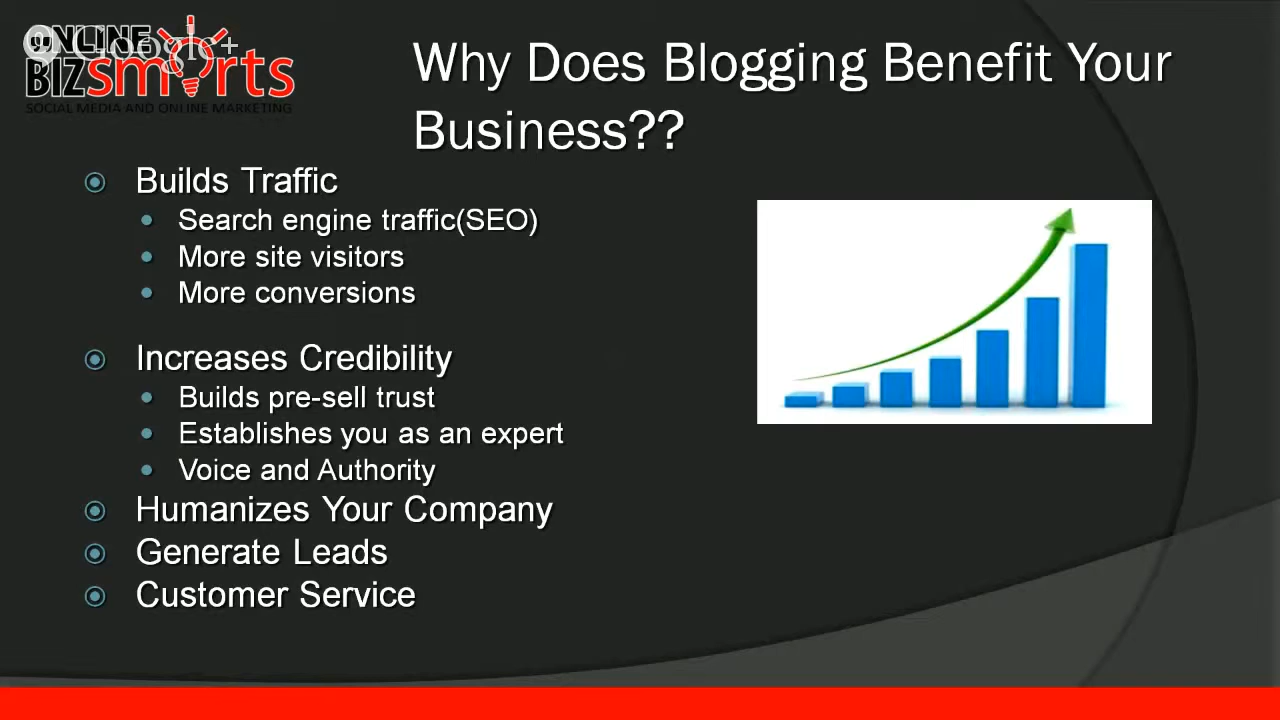 ONLINE
Google+
BIZsmarts
SOCIAL MEDIA AND ONLINE MARKETING
Why Does Blogging Benefit Your
Business??
Builds Traffic
Search engine traffic(SEO)
More site visitors
More conversions
Increases Credibility
Builds pre-sell trust
Establishes you as an expert
Voice and Authority
Humanizes Your Company
Generate Leads
Customer Service